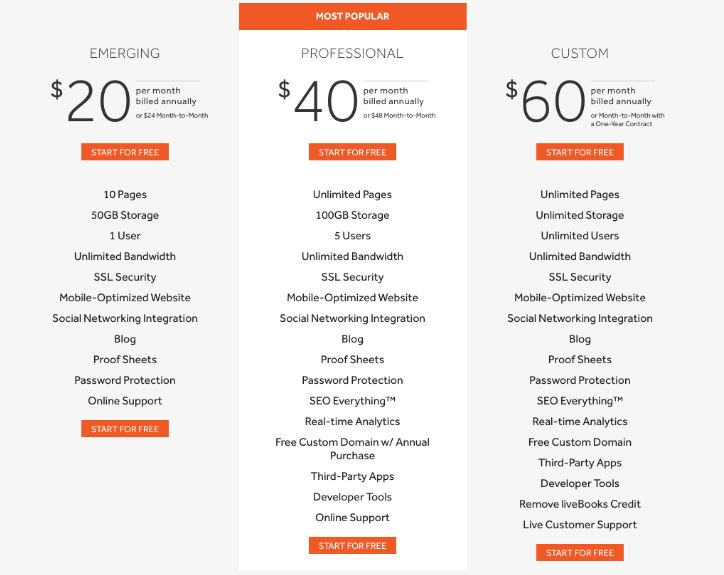 MOST POPULAR
EMERGING
$20
per month
billed annually
or $24 Month-to-Month
START FOR FREE
10 Pages
50GB Storage
1 User
Unlimited Bandwidth
SSL Security
Mobile-Optimized Website
Social Networking Integration
Blog
Proof Sheets
Password Protection
Online Support
START FOR FREE
PROFESSIONAL
$40
per month
billed annually
or $48 Month-to-Month
START FOR FREE
Unlimited Pages
100GB Storage
5 Users
Unlimited Bandwidth
SSL Security
Mobile-Optimized Website
Social Networking Integration
Blog
Proof Sheets
Password Protection
SEO Everything™
Real-time Analytics
Free Custom Domain w/ Annual
Purchase
Third-Party Apps
Developer Tools
Online Support
START FOR FREE
CUSTOM
$60
per month
billed annually
or Month-to-Month with
a One-Year Contract
START FOR FREE
Unlimited Pages
Unlimited Storage
Unlimited Users
Unlimited Bandwidth
SSL Security
Mobile-Optimized Website
Social Networking Integration
Blog
Proof Sheets
Password Protection
SEO Everything™
Real-time Analytics
Free Custom Domain
Third-Party Apps
Developer Tools
Remove liveBooks Credit
Live Customer Support
START FOR FREE